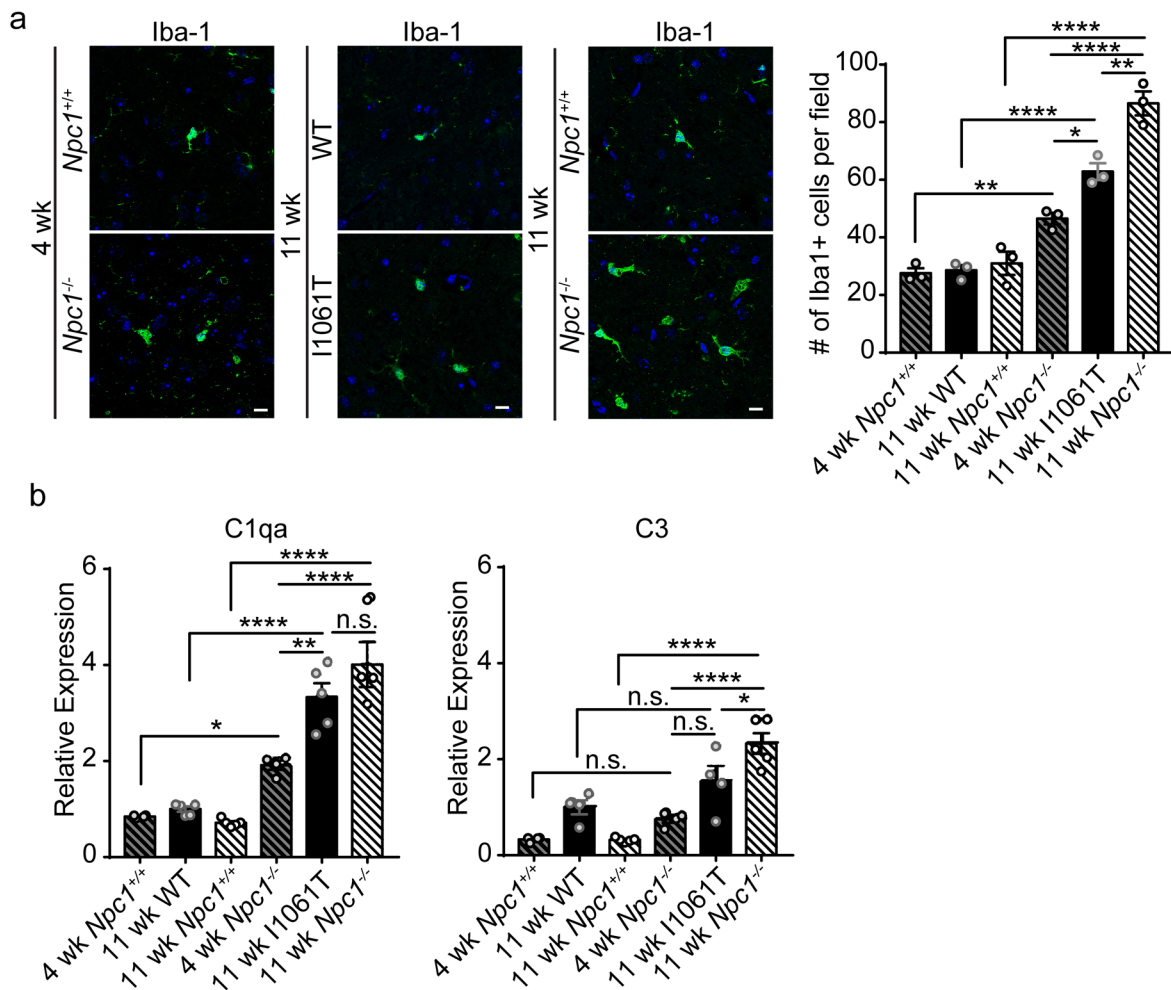 a
Iba-1
Iba-1
Iba-1
4 wk
Npc1+/+
Npc1-/-
11 wk
WT
I1061T
11 wk
Npc1+/+
Npc1-/-
# of Iba1+ cells per field
100
80
60
40
20
0
****
****
**
****
*
**
4 wk Npc1+/+
11 wk WT
11 wk Npc1+/+
4 wk Npc1-/-
11 wk I1061T
11 wk Npc1-/-
b
C1qa
Relative Expression
6
4
2
0
****
****
n.s.
****
**
*
4 wk Npc1+/+
11 wk WT
11 wk Npc1+/+
4 wk Npc1-/-
11 wk I1061T
11 wk Npc1-/-
C3
Relative Expression
6
4
2
0
****
****
*
n.s.
n.s.
n.s.
4 wk Npc1+/+
11 wk WT
11 wk Npc1+/+
4 wk Npc1-/-
11 wk I1061T
11 wk Npc1-/-